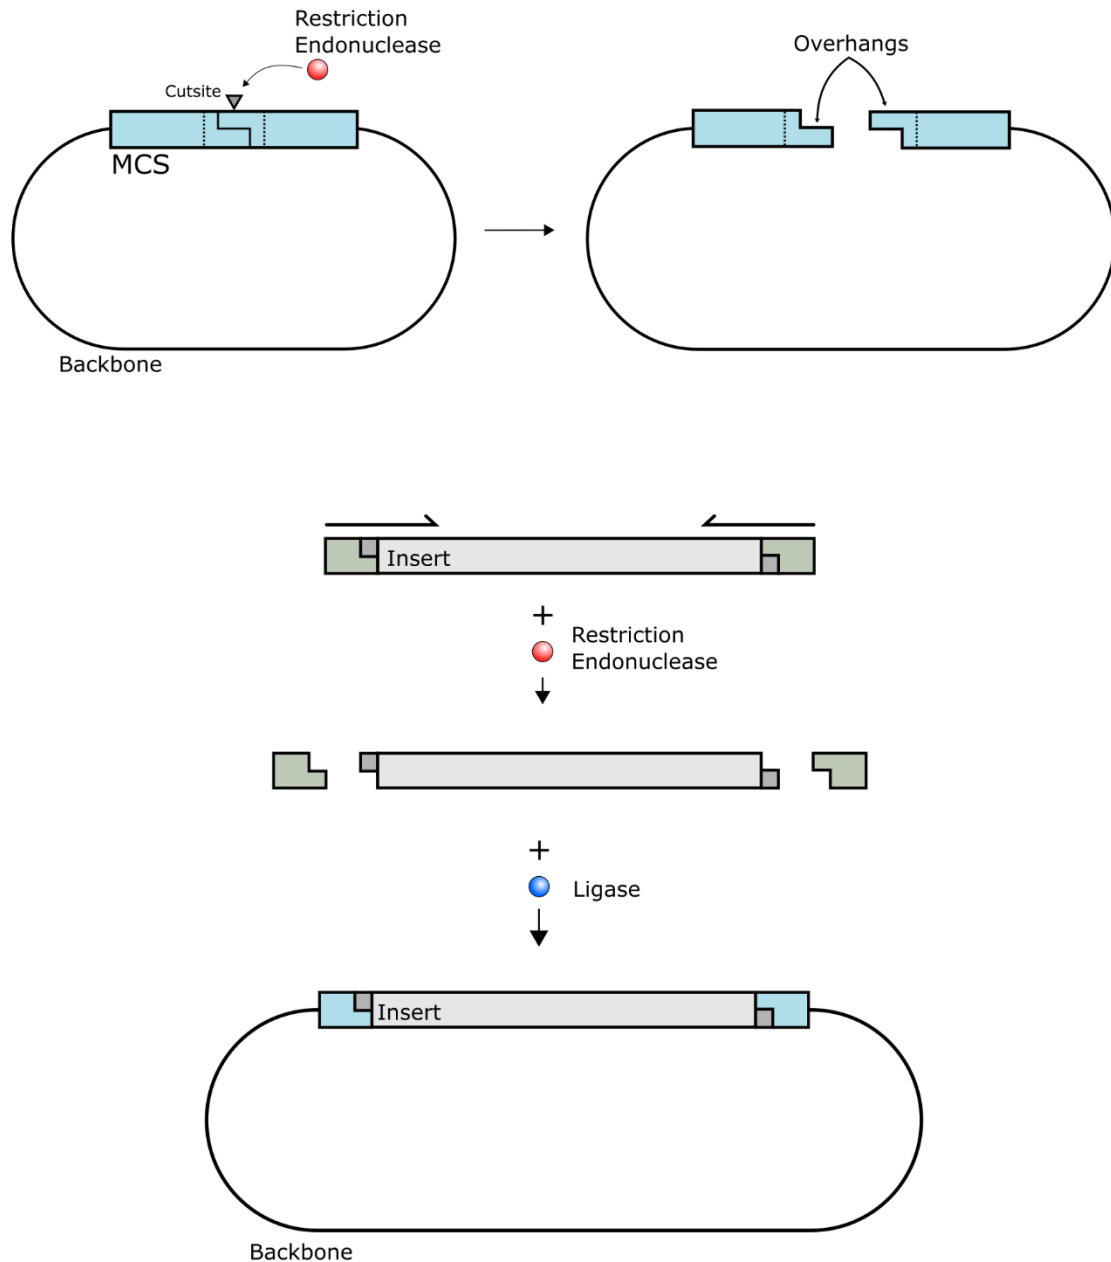 Restriction
Endonuclease
Overhangs
Cutsite
MCS
Backbone
Insert
+
Restriction
Endonuclease
+
Ligase
Insert
Backbone